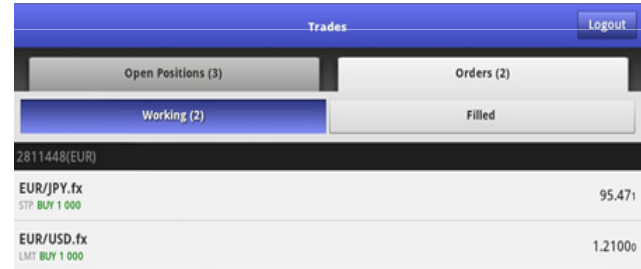 Trades
Logout
Open Positions (3)
Orders (2)
Working (2)
Filled
2811448(EUR)
EUR/JPY.fx
95.471
STP BUY 1 000
EUR/USD.fx
1.21000
LMT BUY 1 000